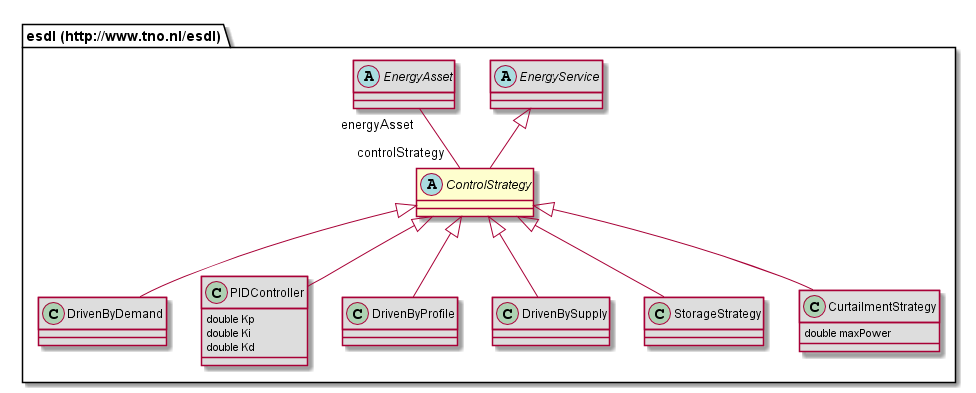 esdl (http://www.tno.nl/esdl)
A EnergyAsset
A EnergyService
energyAsset
controlStrategy
A ControlStrategy
C DrivenByDemand
C PIDController
double Kp
double Ki
double Kd
C DrivenByProfile
C DrivenBySupply
C StorageStrategy
C CurtailmentStrategy
double maxPower